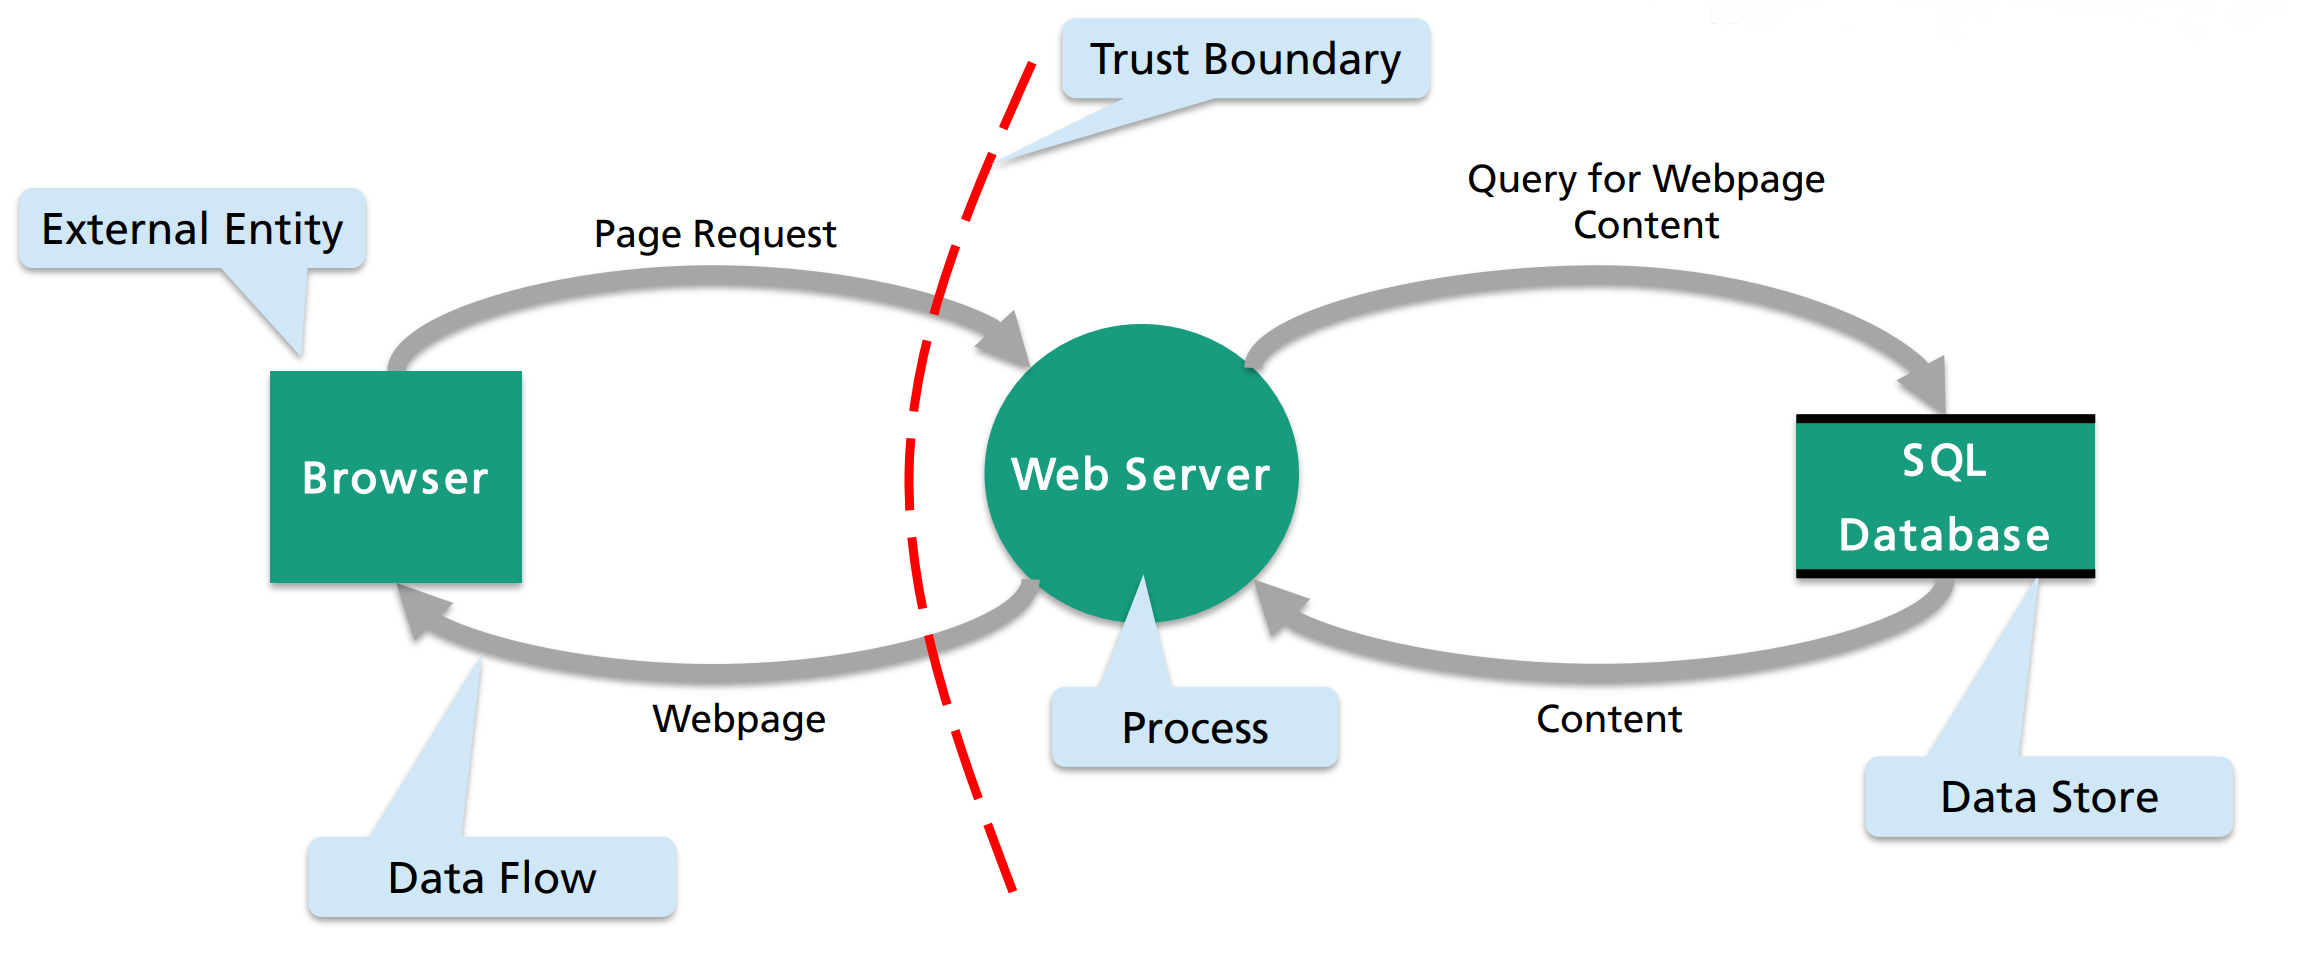 Trust Boundary
External Entity
Page Request
Query for Webpage
Content
Browser
Web Server
SQL
Database
Webpage
Process
Content
Data Store
Data Flow